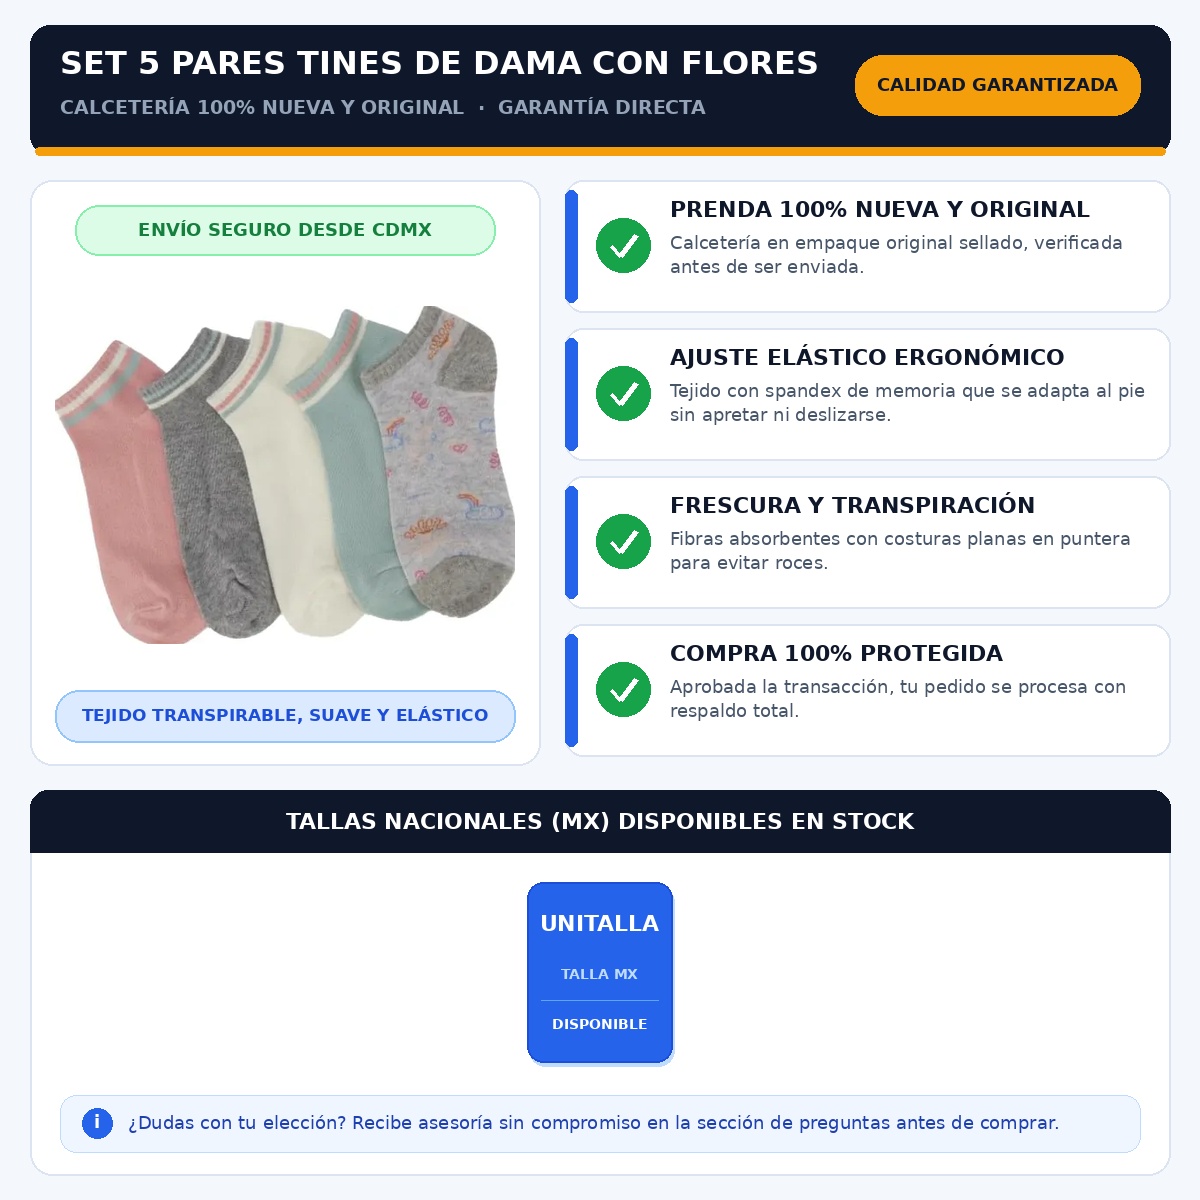 SET 5 PARES TINES DE DAMA CON FLORES
CALCETERÍA 100% NUEVA Y ORIGINAL · GARANTÍA DIRECTA
CALIDAD GARANTIZADA
ENVÍO SEGURO DESDE CDMX
TEJIDO TRANSPIRABLE, SUAVE Y ELÁSTICO
PRENDA 100% NUEVA Y ORIGINAL
Calcetería en empaque original sellado, verificada
antes de ser enviada.
AJUSTE ELÁSTICO ERGONÓMICO
Tejido con spandex de memoria que se adapta al pie
sin apretar ni deslizarse.
FRESCURA Y TRANSPIRACIÓN
Fibras absorbentes con costuras planas en puntera
para evitar roces.
COMPRA 100% PROTEGIDA
Aprobada la transacción, tu pedido se procesa con
respaldo total.
TALLAS NACIONALES (MX) DISPONIBLES EN STOCK
UNITALLA
TALLA MX
DISPONIBLE
i ¿Dudas con tu elección? Recibe asesoría sin compromiso en la sección de preguntas antes de comprar.